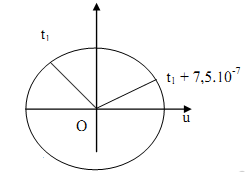 t₁
t₁ + 7,5.10⁻⁷
u
O